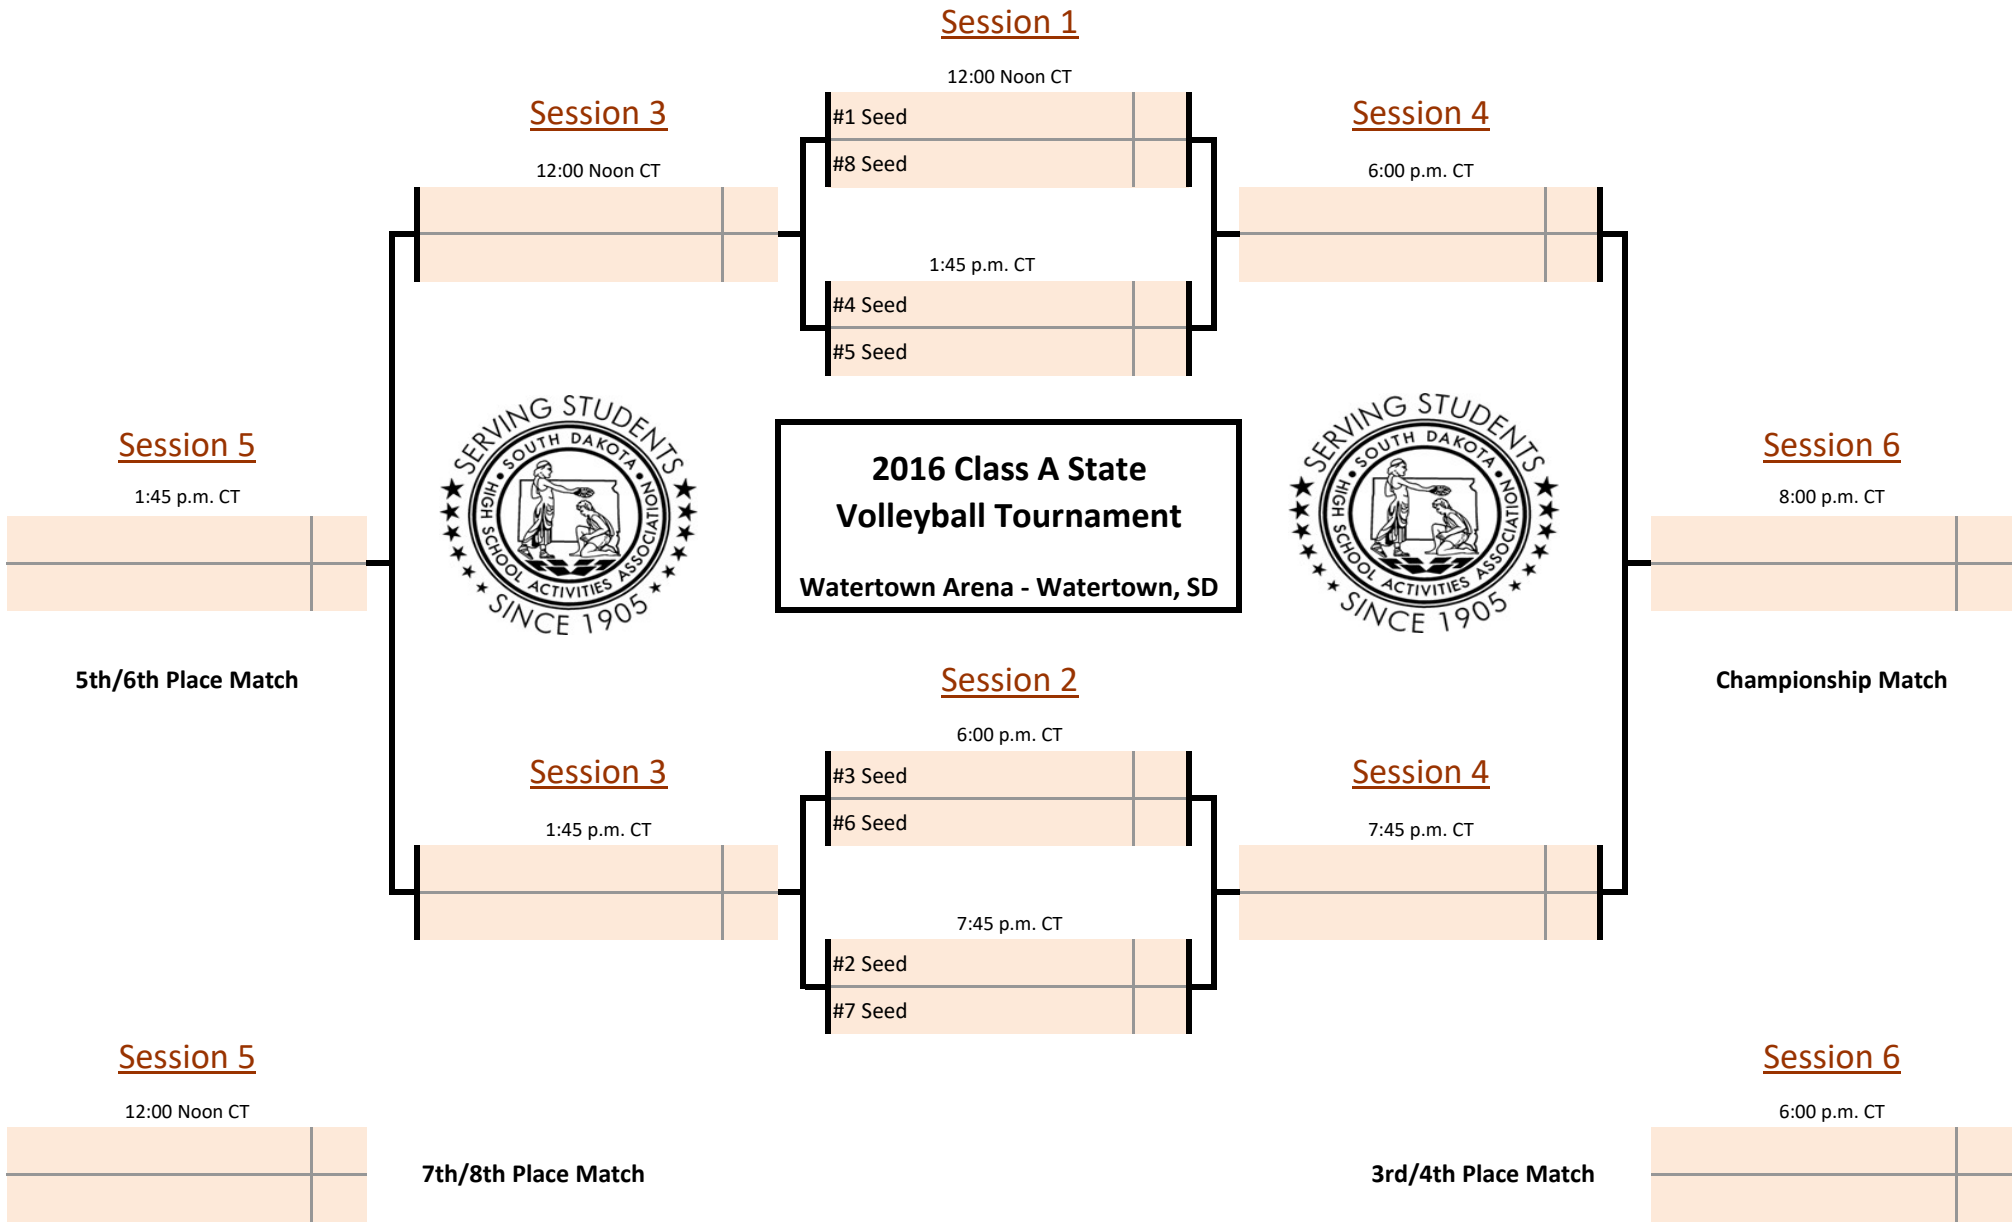 Session 1
12:00 Noon CT
#1 Seed
#8 Seed
Session 3
12:00 Noon CT
Session 4
6:00 p.m. CT
1:45 p.m. CT
#4 Seed
#5 Seed
SERVING STUDENTS
SOUTH DAKOTA
HIGH SCHOOL ACTIVITIES ASSOCIATION
SINCE 1905
2016 Class A State
Volleyball Tournament
Watertown Arena - Watertown, SD
SERVING STUDENTS
SOUTH DAKOTA
HIGH SCHOOL ACTIVITIES ASSOCIATION
SINCE 1905
Session 5
1:45 p.m. CT
5th/6th Place Match
Session 6
8:00 p.m. CT
Championship Match
Session 2
6:00 p.m. CT
#3 Seed
#6 Seed
Session 3
1:45 p.m. CT
Session 4
7:45 p.m. CT
7:45 p.m. CT
#2 Seed
#7 Seed
Session 5
12:00 Noon CT
7th/8th Place Match
Session 6
6:00 p.m. CT
3rd/4th Place Match